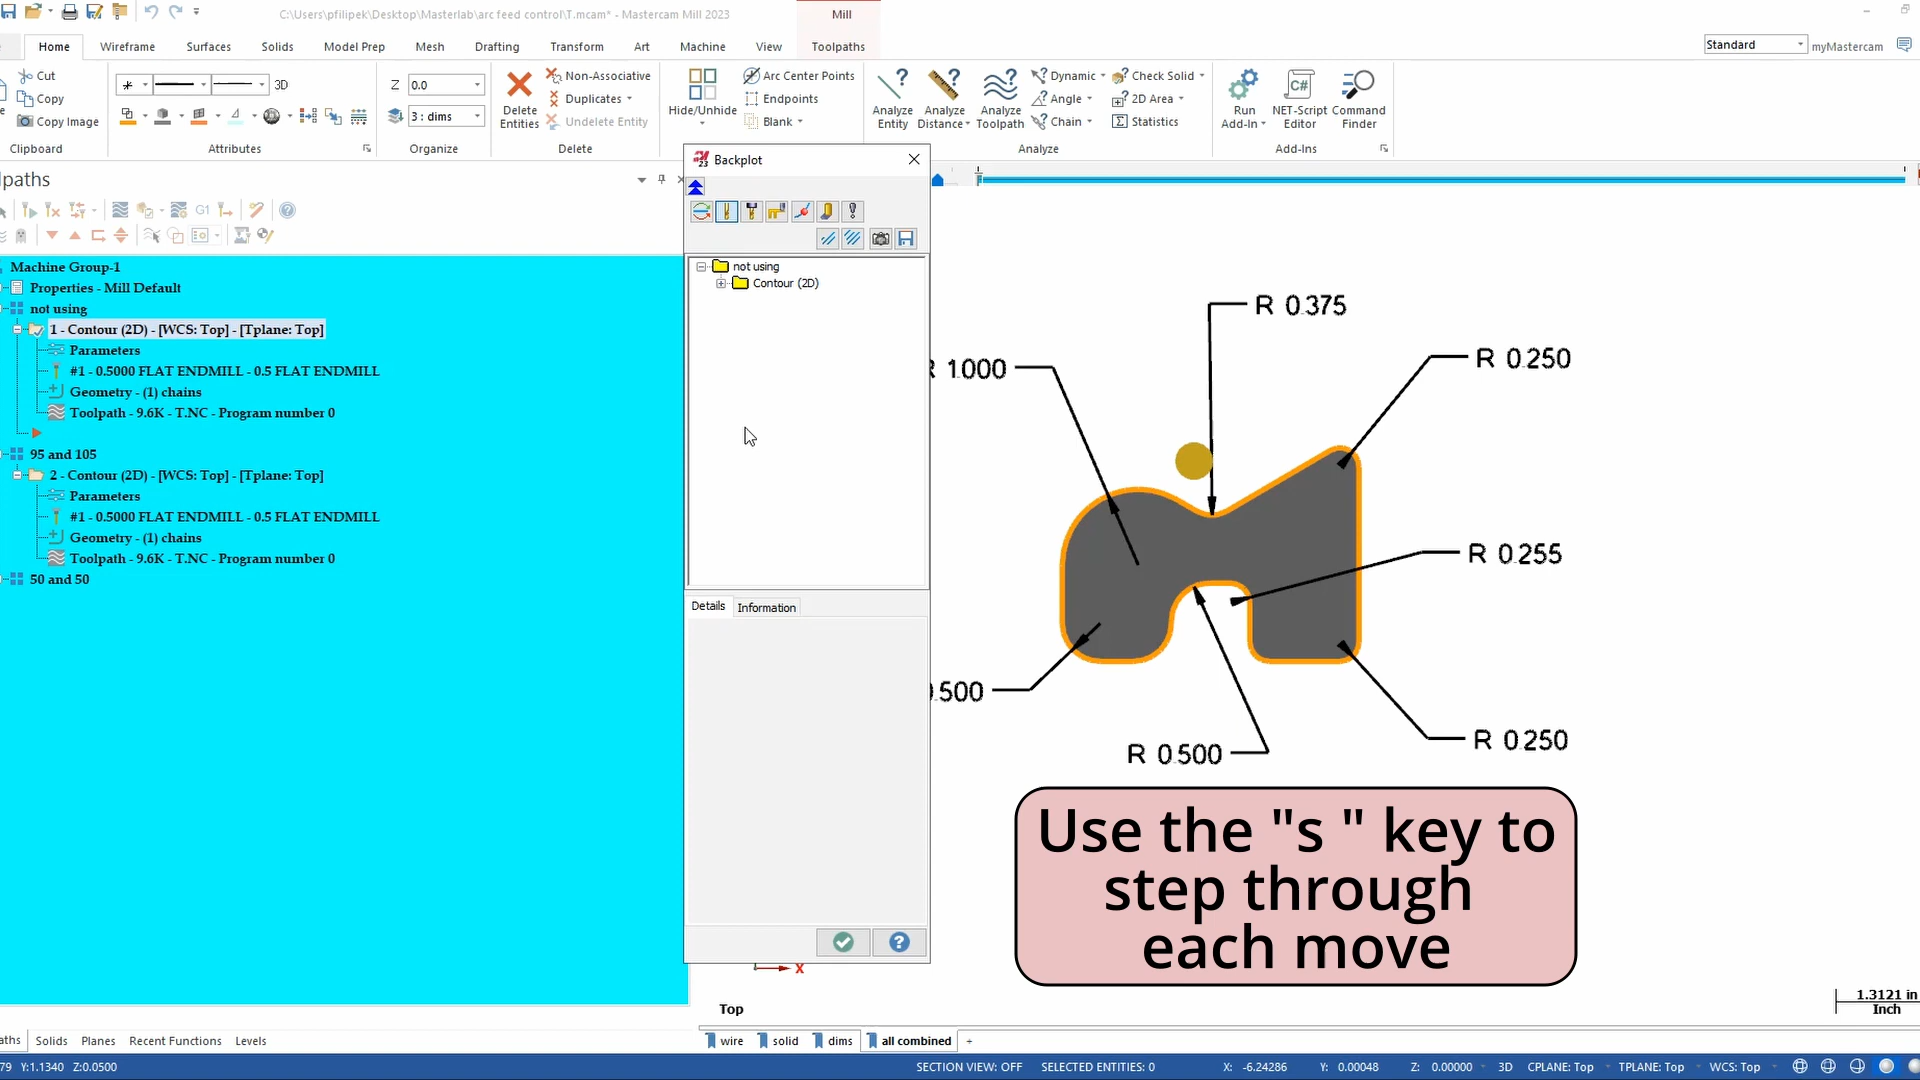 C:\Users\pfilipek\Desktop\Masterlab\arc feed control\T.mcam* - Mastercam Mill 2023
Mill
Home
Wireframe
Surfaces
Solids
Model Prep
Mesh
Drafting
Transform
Art
Machine
View
Toolpaths
Standard
myMastercam
Cut
Copy
Copy Image
Clipboard
3D
Attributes
Z 0.0
3 : dims
Organize
Delete
Entities
Non-Associative
Duplicates
Undelete Entity
Delete
Hide/Unhide
Arc Center Points
Endpoints
Blank
Analyze
Entity
Analyze
Distance
Analyze
Toolpath
Dynamic
Angle
Chain
Check Solid
2D Area
Statistics
Analyze
Run
Add-In
NET-Script
Editor
Command
Finder
Add-Ins
lpaths
G1
Machine Group-1
Properties - Mill Default
not using
1 - Contour (2D) - [WCS: Top] - [Tplane: Top]
Parameters
#1 - 0.5000 FLAT ENDMILL - 0.5 FLAT ENDMILL
Geometry - (1) chains
Toolpath - 9.6K - T.NC - Program number 0
95 and 105
2 - Contour (2D) - [WCS: Top] - [Tplane: Top]
Parameters
#1 - 0.5000 FLAT ENDMILL - 0.5 FLAT ENDMILL
Geometry - (1) chains
Toolpath - 9.6K - T.NC - Program number 0
50 and 50
Backplot
not using
Contour (2D)
Details
Information
R 0.375
R 1.000
R 0.250
R 0.255
0.500
R 0.500
R 0.250
Use the "s " key to
step through
each move
X
Top
1.3121 in
Inch
aths
Solids
Planes
Recent Functions
Levels
wire
solid
dims
all combined
+
79 Y:1.1340 Z:0.0500
SECTION VIEW: OFF
SELECTED ENTITIES: 0
X: -6.24286
Y: 0.00048
Z: 0.00000
3D
CPLANE: Top
TPLANE: Top
WCS: Top